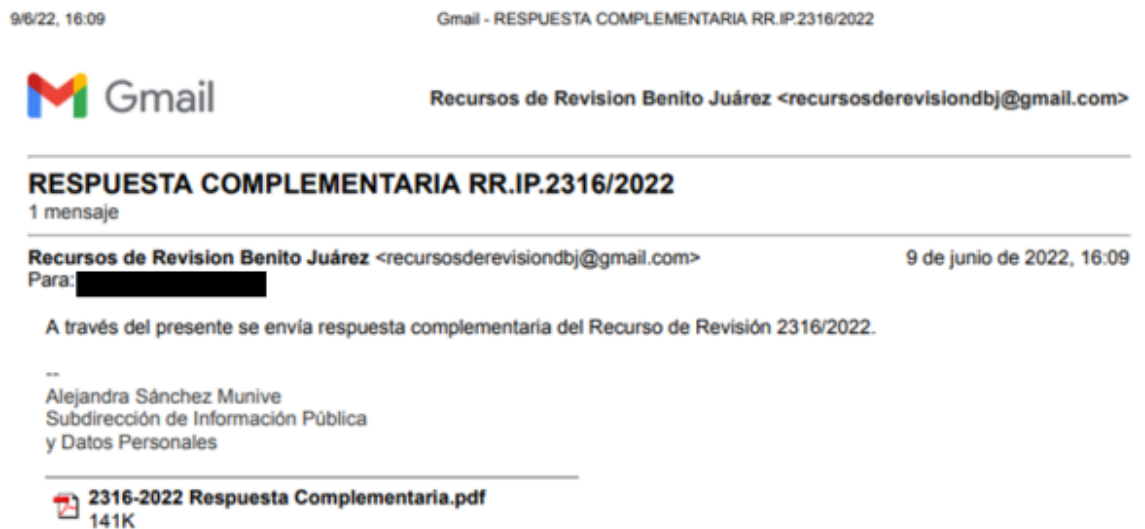 9/6/22, 16:09 Gmail - RESPUESTA COMPLEMENTARIA RR.IP.2316/2022
Gmail Recursos de Revision Benito Juárez <recursosderevisiondbj@gmail.com>
RESPUESTA COMPLEMENTARIA RR.IP.2316/2022
1 mensaje
Recursos de Revision Benito Juárez <recursosderevisiondbj@gmail.com> 9 de junio de 2022, 16:09
Para:
A través del presente se envía respuesta complementaria del Recurso de Revisión 2316/2022.
--
Alejandra Sánchez Munive
Subdirección de Información Pública
y Datos Personales
2316-2022 Respuesta Complementaria.pdf
141K